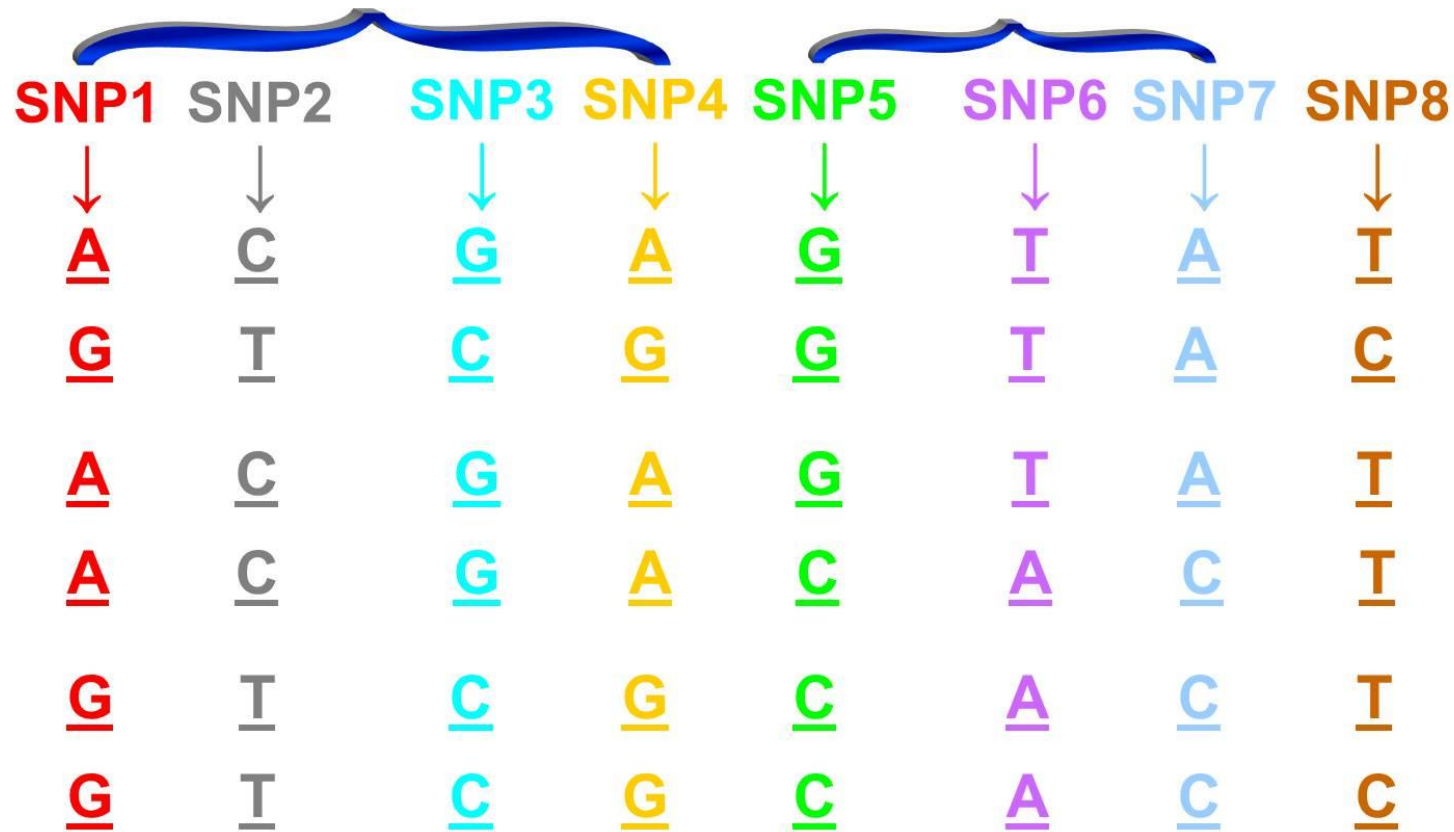 SNP1 SNP2 SNP3 SNP4 SNP5 SNP6 SNP7 SNP8
A C G A G T A T
G T C G G T A C
A C G A G T A T
A C G A C A C T
G T C G C A C T
G T C G C A C C